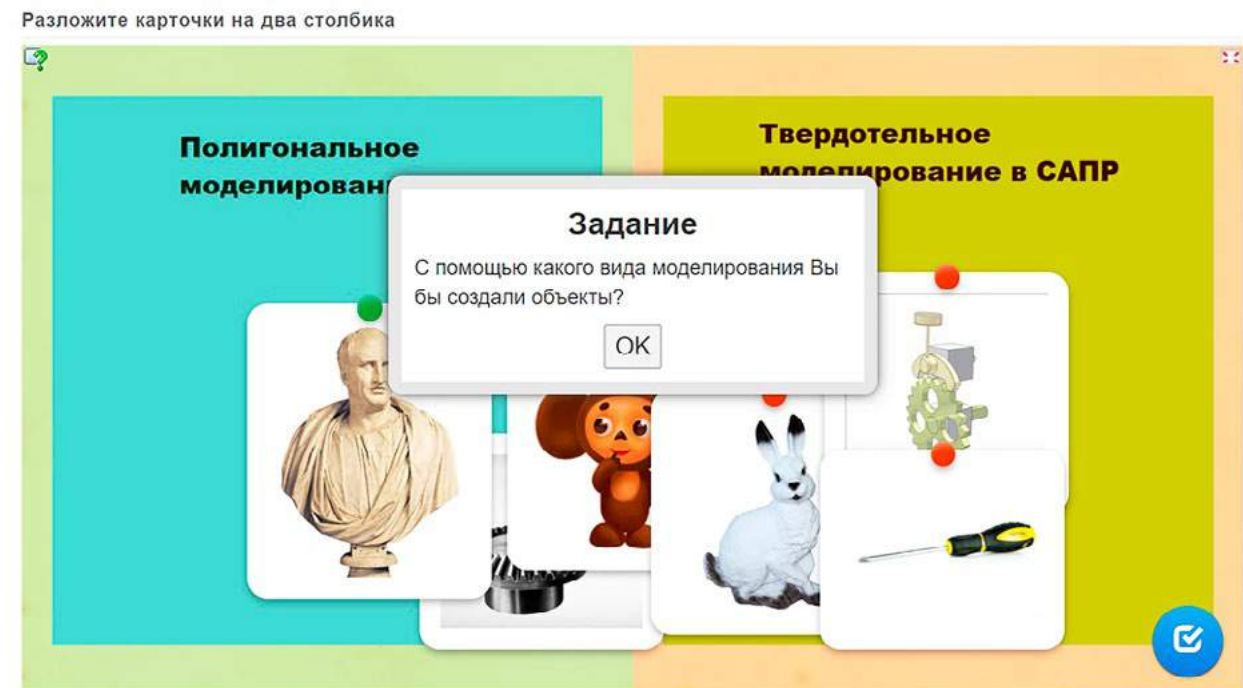 Разложите карточки на два столбика
Полигональное
моделирован
Твердотельное
моделирование в САПР
Задание
С помощью какого вида моделирования Вы
бы создали объекты?
OK